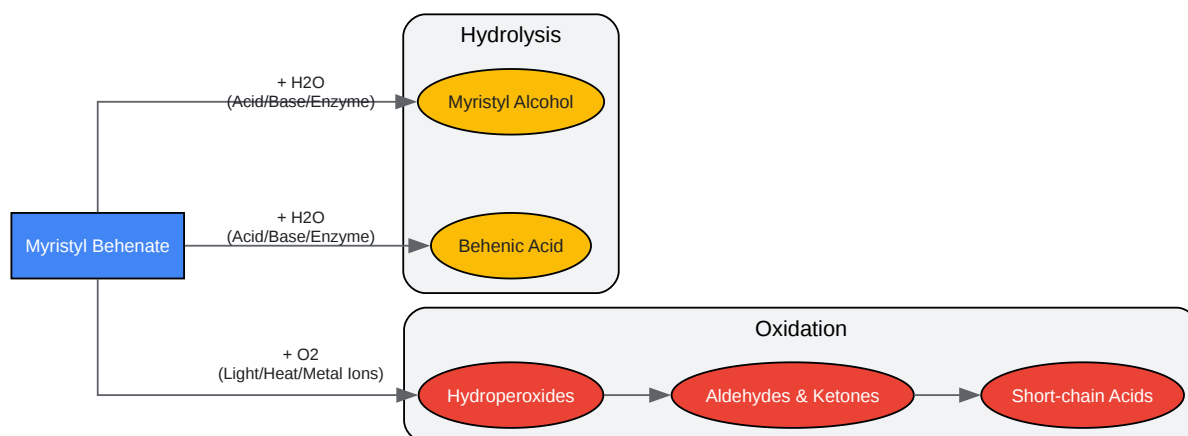 Hydrolysis
+ H2O
(Acid/Base/Enzyme)
Myristyl Alcohol
Myristyl Behenate
+ H2O
(Acid/Base/Enzyme)
Behenic Acid
Oxidation
+ O2
(Light/Heat/Metal Ions)
Hydroperoxides
Aldehydes & Ketones
Short-chain Acids